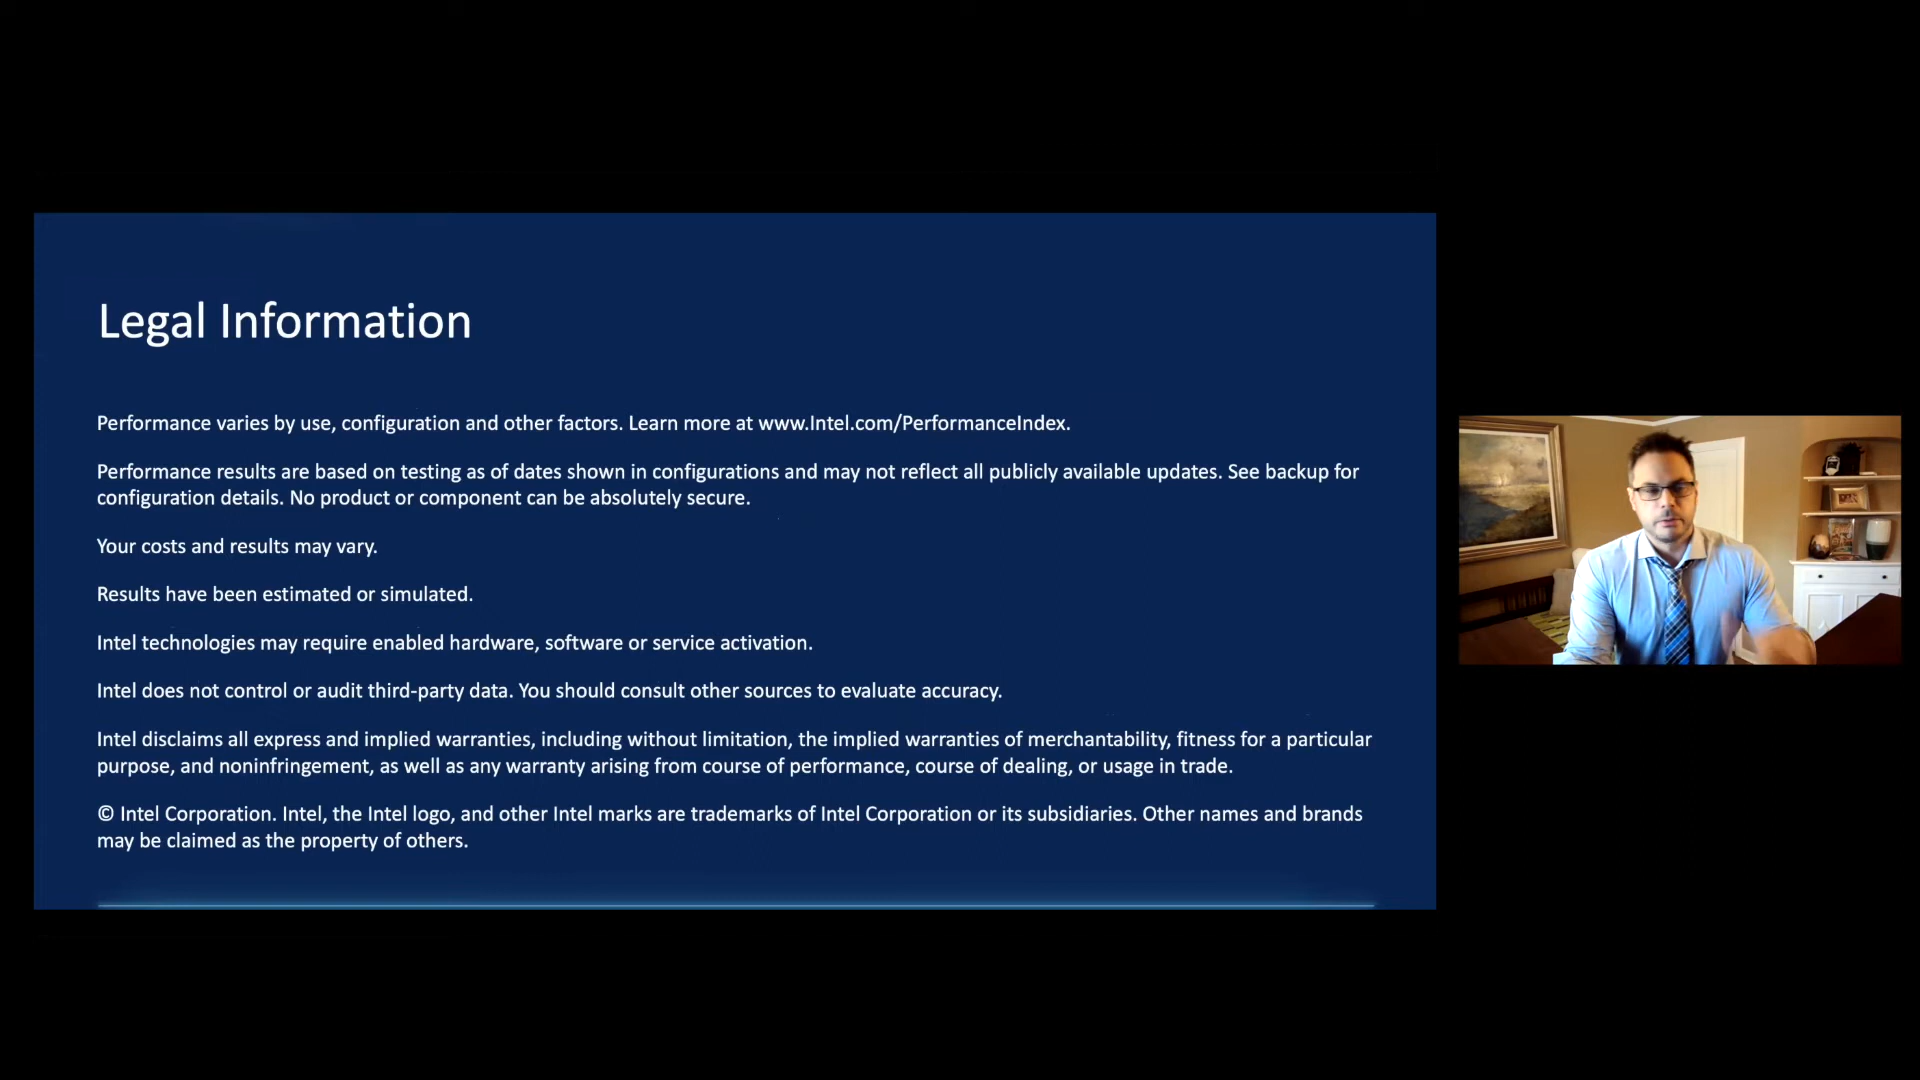 Legal Information
Performance varies by use, configuration and other factors. Learn more at www.Intel.com/PerformanceIndex.
Performance results are based on testing as of dates shown in configurations and may not reflect all publicly available updates. See backup for
configuration details. No product or component can be absolutely secure.
Your costs and results may vary.
Results have been estimated or simulated.
Intel technologies may require enabled hardware, software or service activation.
Intel does not control or audit third-party data. You should consult other sources to evaluate accuracy.
Intel disclaims all express and implied warranties, including without limitation, the implied warranties of merchantability, fitness for a particular
purpose, and noninfringement, as well as any warranty arising from course of performance, course of dealing, or usage in trade.
© Intel Corporation. Intel, the Intel logo, and other Intel marks are trademarks of Intel Corporation or its subsidiaries. Other names and brands
may be claimed as the property of others.